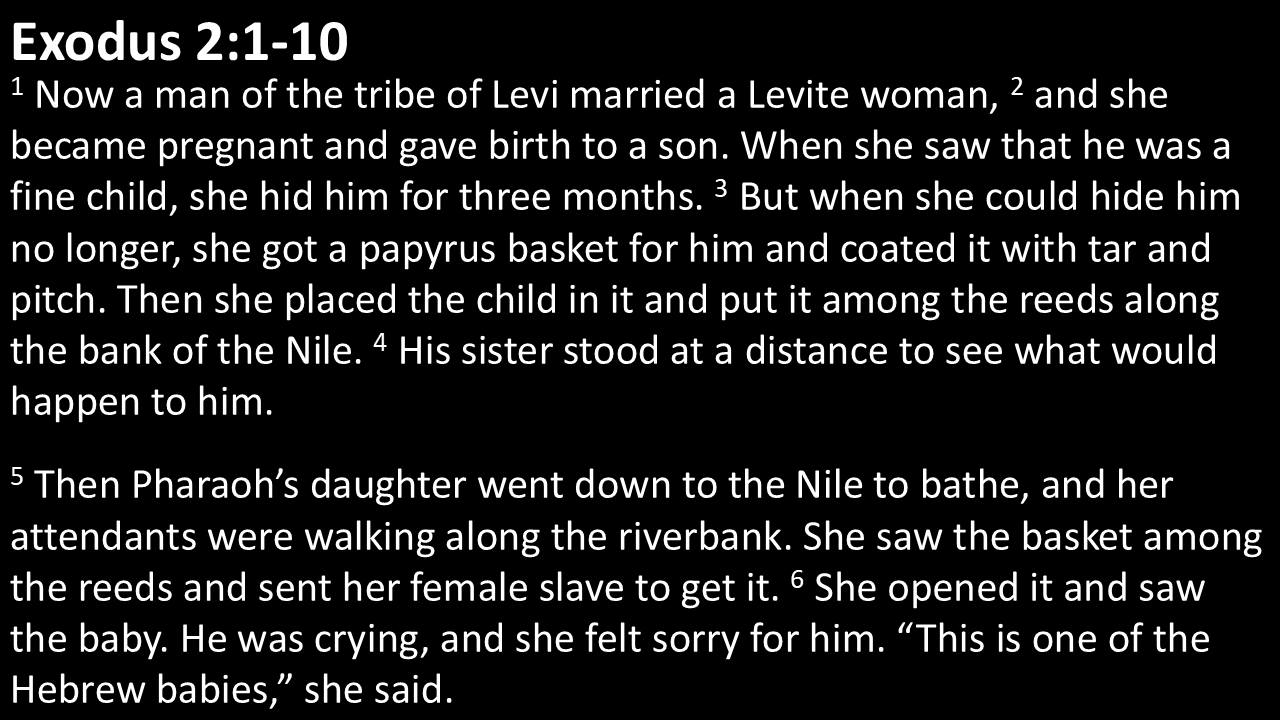 Exodus 2:1-10
1 Now a man of the tribe of Levi married a Levite woman, 2 and she
became pregnant and gave birth to a son. When she saw that he was a
fine child, she hid him for three months. 3 But when she could hide him
no longer, she got a papyrus basket for him and coated it with tar and
pitch. Then she placed the child in it and put it among the reeds along
the bank of the Nile. 4 His sister stood at a distance to see what would
happen to him.
5 Then Pharaoh’s daughter went down to the Nile to bathe, and her
attendants were walking along the riverbank. She saw the basket among
the reeds and sent her female slave to get it. 6 She opened it and saw
the baby. He was crying, and she felt sorry for him. “This is one of the
Hebrew babies,” she said.